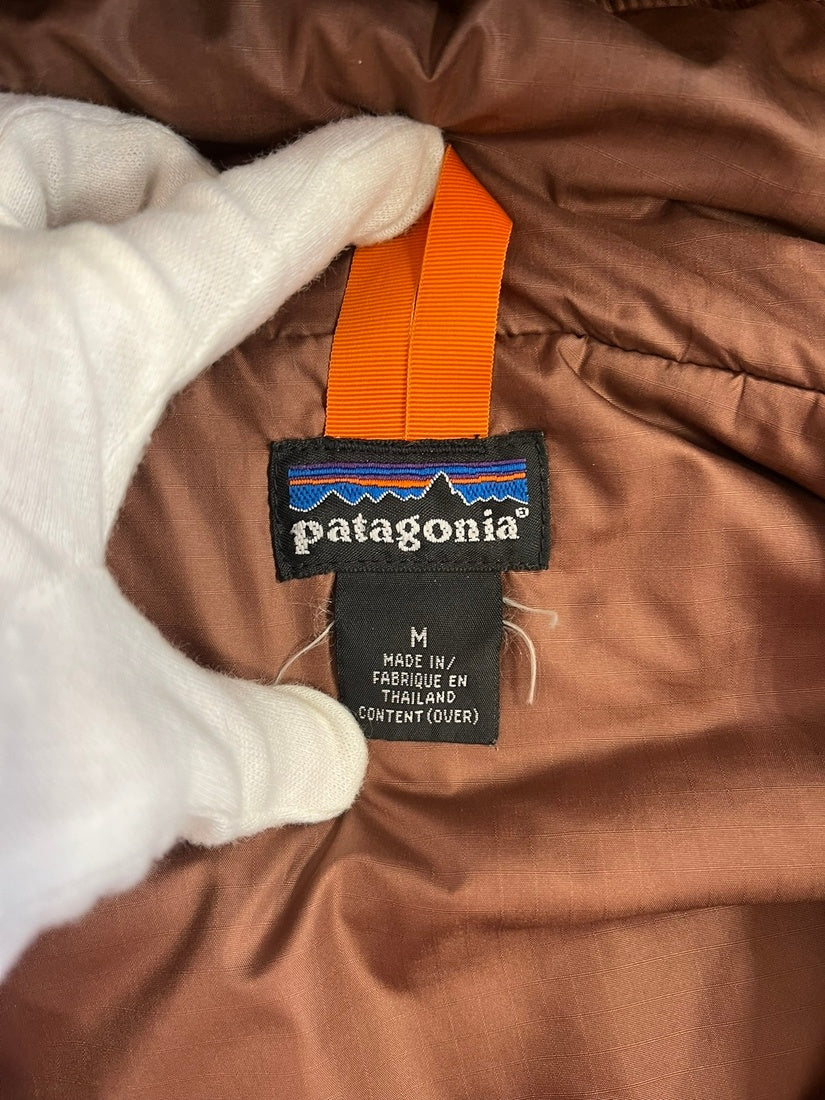 patagonia®
M
MADE IN/
FABRIQUE EN
THAILAND
CONTENT (OVER)